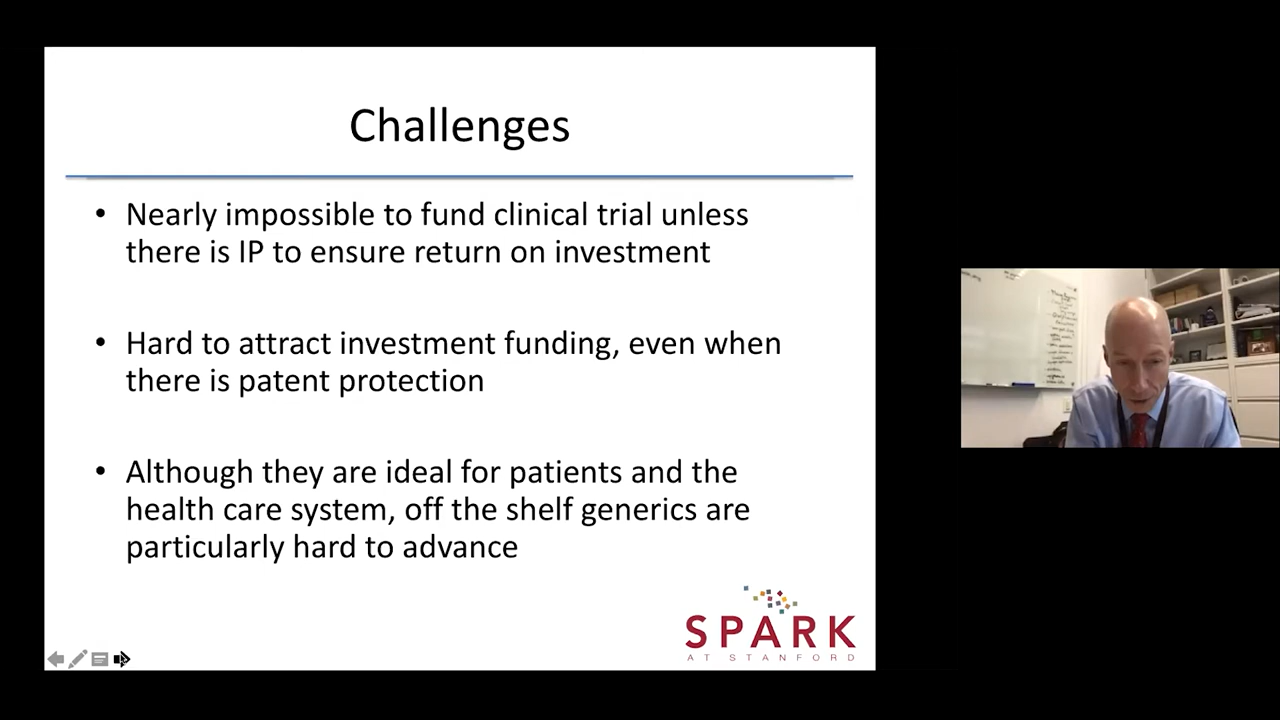 Challenges
• Nearly impossible to fund clinical trial unless
there is IP to ensure return on investment
• Hard to attract investment funding, even when
there is patent protection
• Although they are ideal for patients and the
health care system, off the shelf generics are
particularly hard to advance
SPARK
AT STANFORD